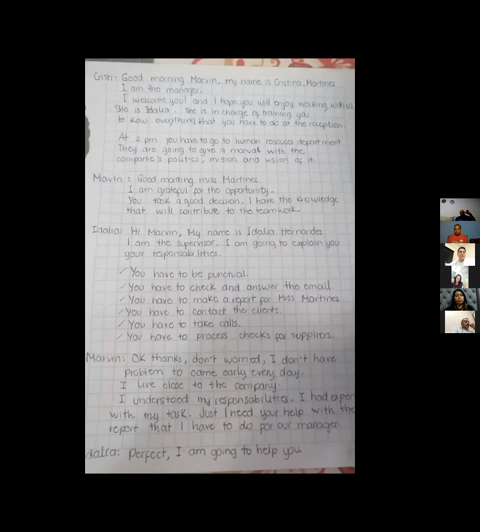 Cristi: Good morning Marvin, my name is Cristina Martines
I am the manager.
I welcome you! and I hope you will enjoy working with us.
She is Idalia. She is in charge of training you
to know everything that you have to do at the reception.
At 2 pm you have to go to human resources department.
They are going to give a manual with the
companie's politics, mision and vision of it.
Marvin: Good morning miss Martines
I am grateful for the opportunity.
You took a good decision, I have the knowledge
that will contribute to the teamwork.
Idalia: Hi Marvin, My name is Idalia Hernandez
I am the supervisor. I am going to explain you
your responsabilities.
✓ You have to be punctual.
✓ You have to check and answer the email.
✓ You have to make a report for Miss Martines
✓ You have to contact the clients.
✓ You have to take calls.
✓ You have to process checks for suppliers.
Marvin: OK thanks, don't worried, I don't have
problem to came early every day.
I live close to the company.
I understood my responsabilities. I had exper
with my task. Just I need your help with the
report that I have to do for our manager.
dalia: Perfect, I am going to help you